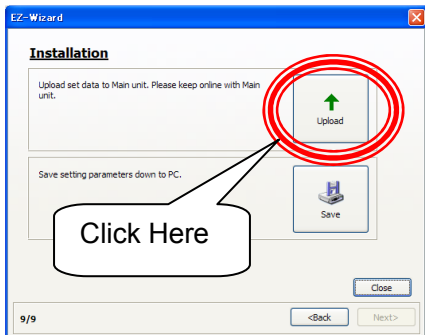 EZ-Wizard
Installation
Upload set data to Main unit. Please keep online with Main
unit.
Upload
Save setting parameters down to PC.
Save
Click Here
Close
9/9
<Back
Next>